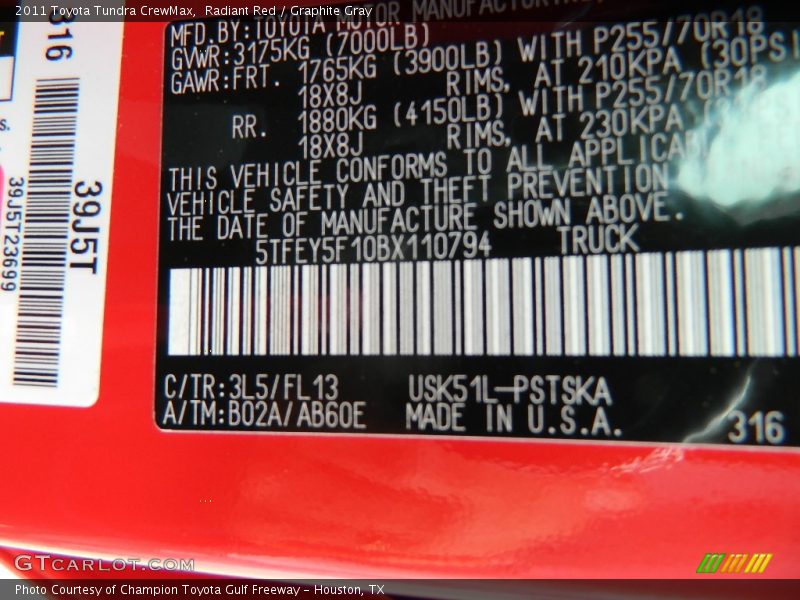 2011 Toyota Tundra CrewMax,  Radiant Red / Graphite Gray
MFD.BY:TOYOTA MOTOR MANUFACTURING
GVWR:3175KG (7000LB)
GAWR:FRT. 1765KG (3900LB) WITH P255/70R18
18X8J RIMS, AT 210KPA (30PSI
RR. 1880KG (4150LB) WITH P255/70R18
18X8J RIMS, AT 230KPA
THIS VEHICLE CONFORMS TO ALL
VEHICLE SAFETY AND THEFT PREVENTION
THE DATE OF MANUFACTURE SHOWN ABOVE.
5TFEY5F10BX110794 TRUCK
C/TR:3L5/FL13 USK51L-PSTSKA
A/TM:B02A/AB60E MADE IN U.S.A. 316
316
39J5T
39J5T23699
GTCARLOT.COM
Photo Courtesy of Champion Toyota Gulf Freeway - Houston, TX